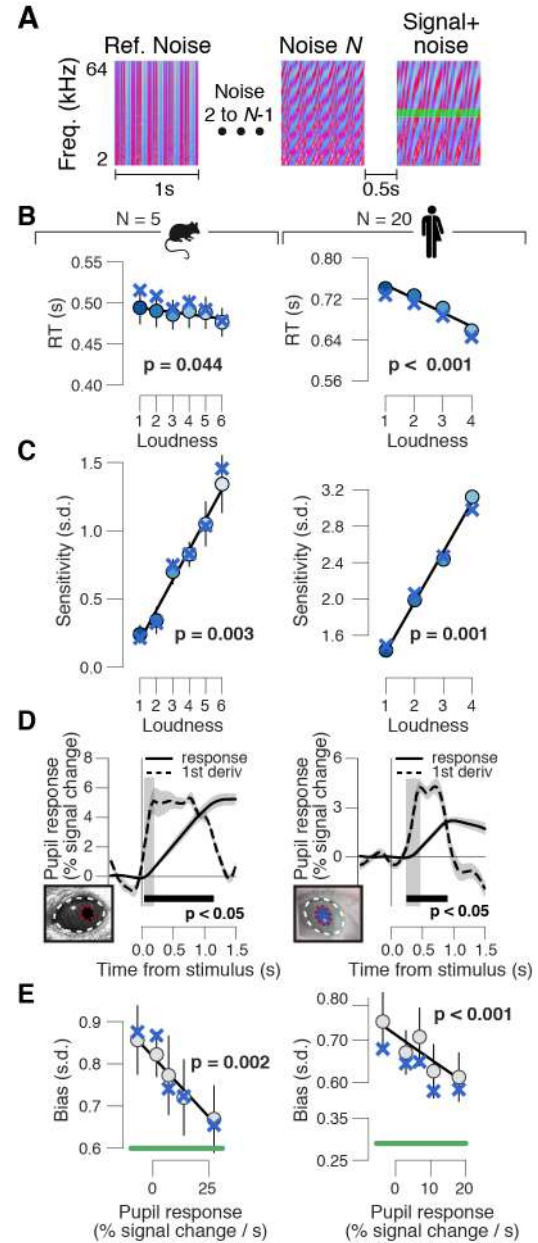 A
Ref. Noise
Noise N
Signal+
noise
Freq. (kHz)
64
2
Noise
2 to N-1
1s
0.5s
B
N = 5
N = 20
RT (s)
0.55
0.50
0.45
0.40
p = 0.044
1 2 3 4 5 6
Loudness
RT (s)
0.80
0.72
0.64
0.56
p < 0.001
1 2 3 4
Loudness
C
Sensitivity (s.d.)
1.5
1.0
0.5
0.0
p = 0.003
1 2 3 4 5 6
Loudness
Sensitivity (s.d.)
3.2
2.4
1.6
p = 0.001
1 2 3 4
Loudness
D
Pupil response
(% signal change)
8
6
4
2
0
response
1st deriv
p < 0.05
0.0 0.5 1.0 1.5
Time from stimulus (s)
Pupil response
(% signal change)
6
3
0
response
1st deriv
p < 0.05
0.0 0.5 1.0 1.5
Time from stimulus (s)
E
Bias (s.d.)
0.9
0.8
0.7
0.6
p = 0.002
0 25
Pupil response
(% signal change / s)
Bias (s.d.)
0.80
0.70
0.60
0.35
0.25
p < 0.001
0 10 20
Pupil response
(% signal change / s)